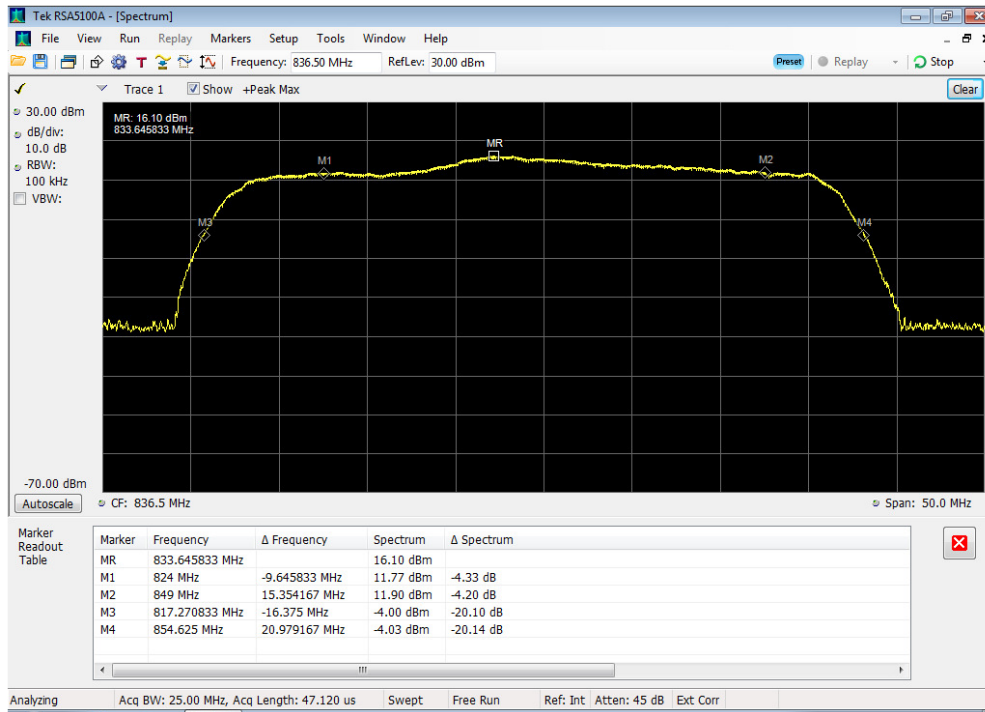 Tek RSA5100A - [Spectrum]
File View Run Replay Markers Setup Tools Window Help
T Frequency: 836.50 MHz RefLev: 30.00 dBm Preset Replay Stop
Trace 1 Show +Peak Max Clear
30.00 dBm
dB/div:
10.0 dB
RBW:
100 kHz
VBW:
MR: 16.10 dBm
833.645833 MHz
MR
M1
M2
M3
M4
-70.00 dBm
Autoscale CF: 836.5 MHz Span: 50.0 MHz
Marker
Readout
Table
Marker Frequency Δ Frequency Spectrum Δ Spectrum
MR 833.645833 MHz 16.10 dBm
M1 824 MHz -9.645833 MHz 11.77 dBm -4.33 dB
M2 849 MHz 15.354167 MHz 11.90 dBm -4.20 dB
M3 817.270833 MHz -16.375 MHz -4.00 dBm -20.10 dB
M4 854.625 MHz 20.979167 MHz -4.03 dBm -20.14 dB
Analyzing Acq BW: 25.00 MHz, Acq Length: 47.120 us Swept Free Run Ref: Int Atten: 45 dB Ext Corr